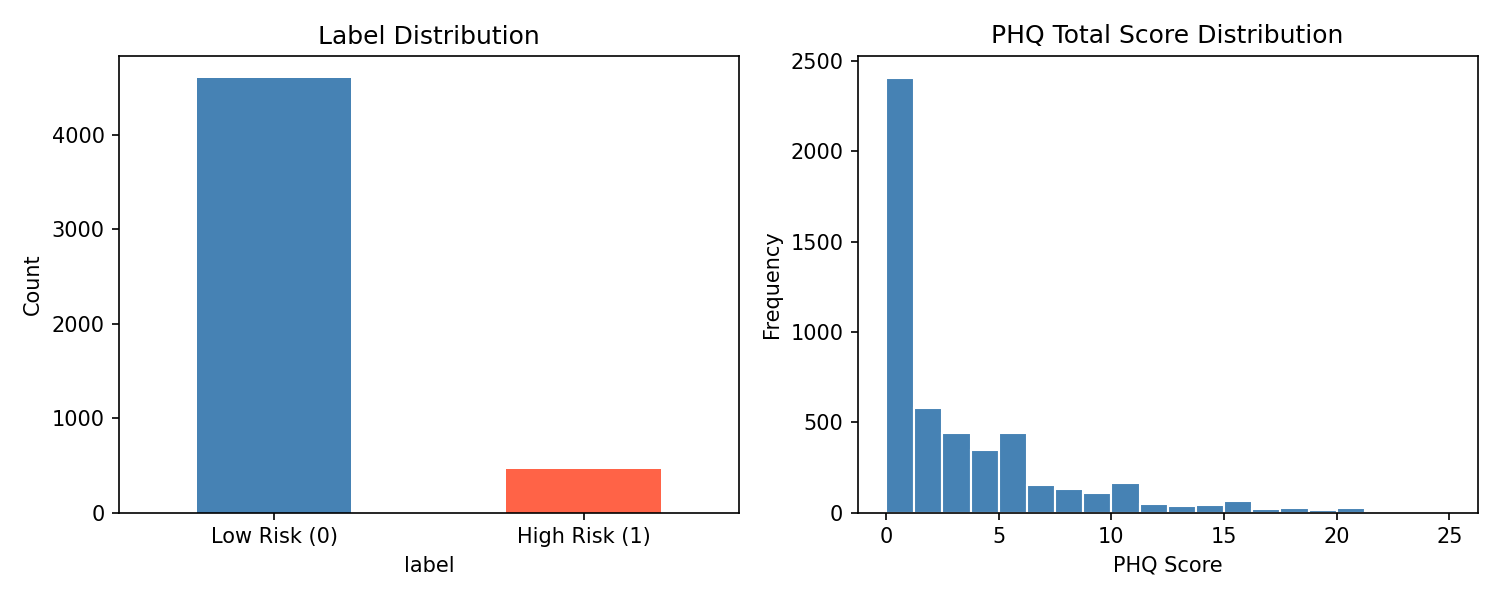 Label Distribution
Count
4000
3000
2000
1000
0
Low Risk (0)
High Risk (1)
label
PHQ Total Score Distribution
Frequency
2500
2000
1500
1000
500
0
0 5 10 15 20 25
PHQ Score